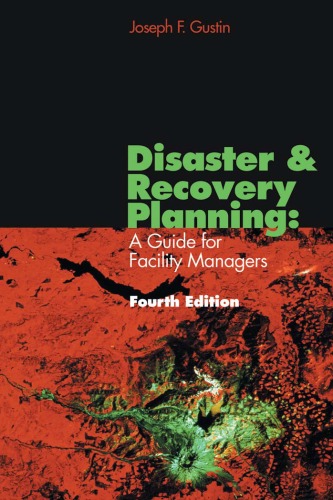 Joseph F. Gustin
Disaster &
Recovery
Planning:
A Guide for
Facility Managers
Fourth Edition